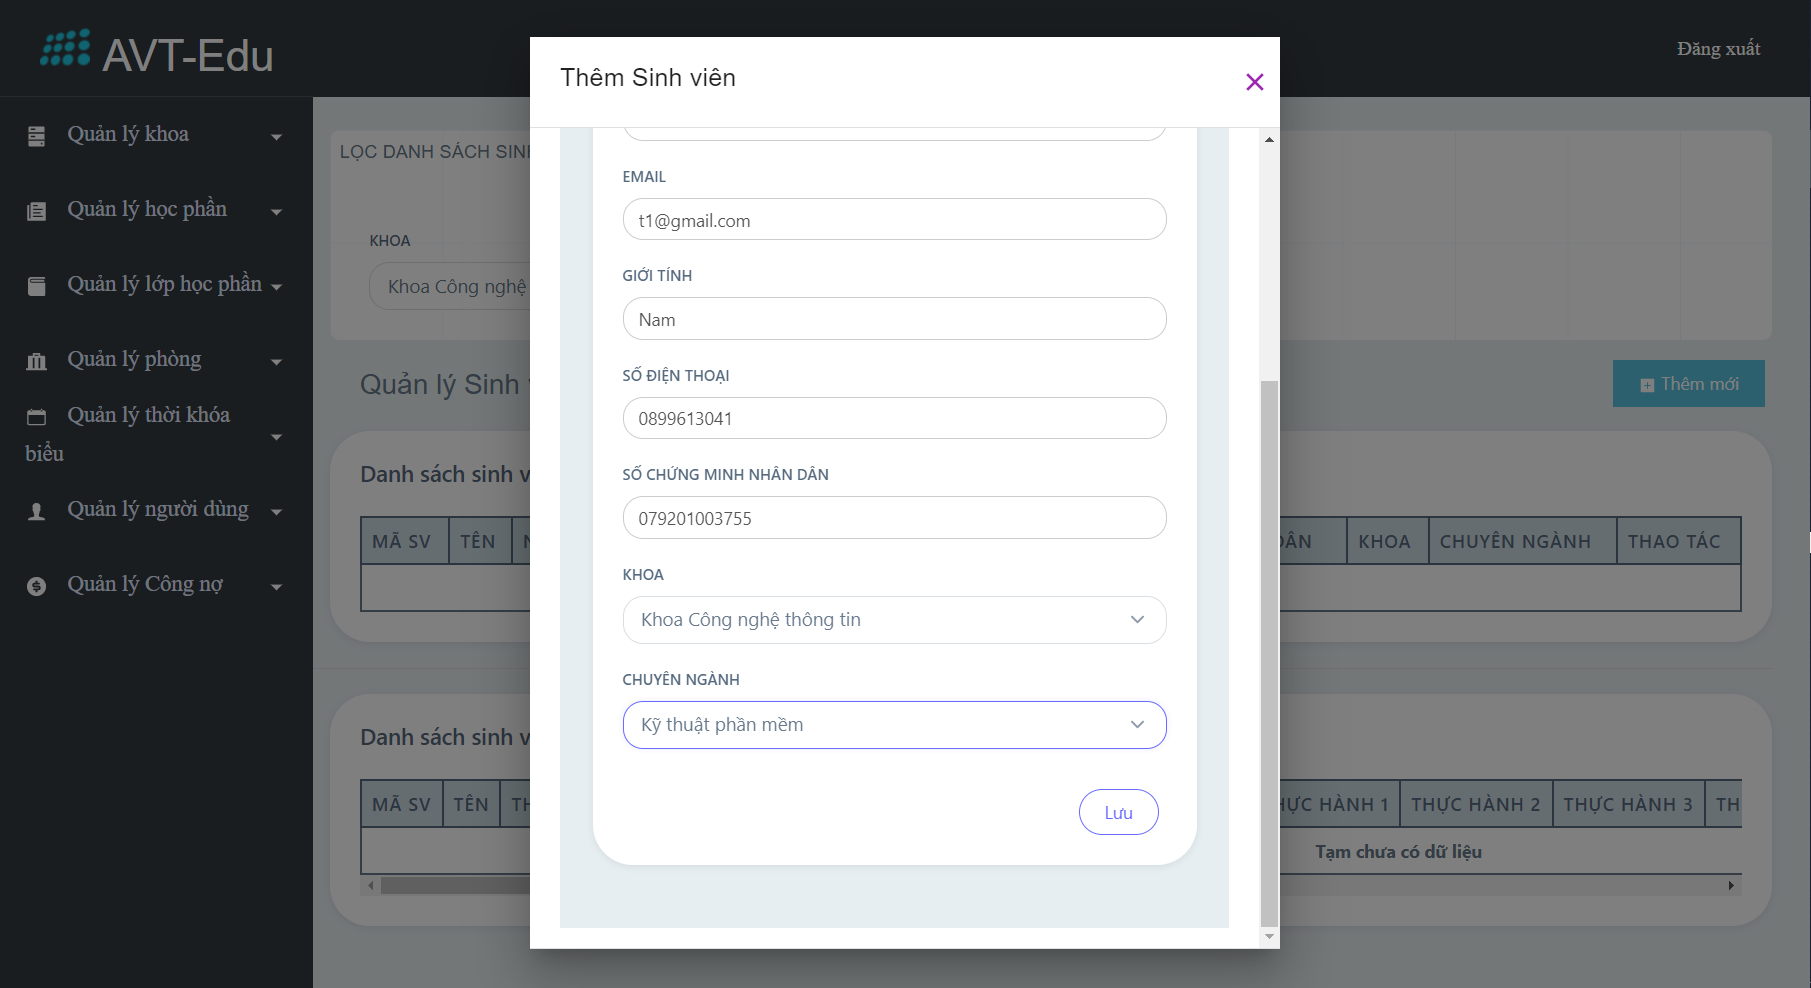 AVT-Edu
Đăng xuất
Quản lý khoa
Quản lý học phần
Quản lý lớp học phần
Quản lý phòng
Quản lý thời khóa
biểu
Quản lý người dùng
Quản lý Công nợ
LỌC DANH SÁCH SINH
KHOA
Khoa Công nghệ
Quản lý Sinh
Thêm mới
Danh sách sinh v
MÃ SV TÊN
DÂN KHOA CHUYÊN NGÀNH THAO TÁC
Danh sách sinh v
MÃ SV TÊN TH
THỰC HÀNH 1 THỰC HÀNH 2 THỰC HÀNH 3 TH
Tạm chưa có dữ liệu
Thêm Sinh viên
EMAIL
t1@gmail.com
GIỚI TÍNH
Nam
SỐ ĐIỆN THOẠI
0899613041
SỐ CHỨNG MINH NHÂN DÂN
079201003755
KHOA
Khoa Công nghệ thông tin
CHUYÊN NGÀNH
Kỹ thuật phần mềm
Lưu